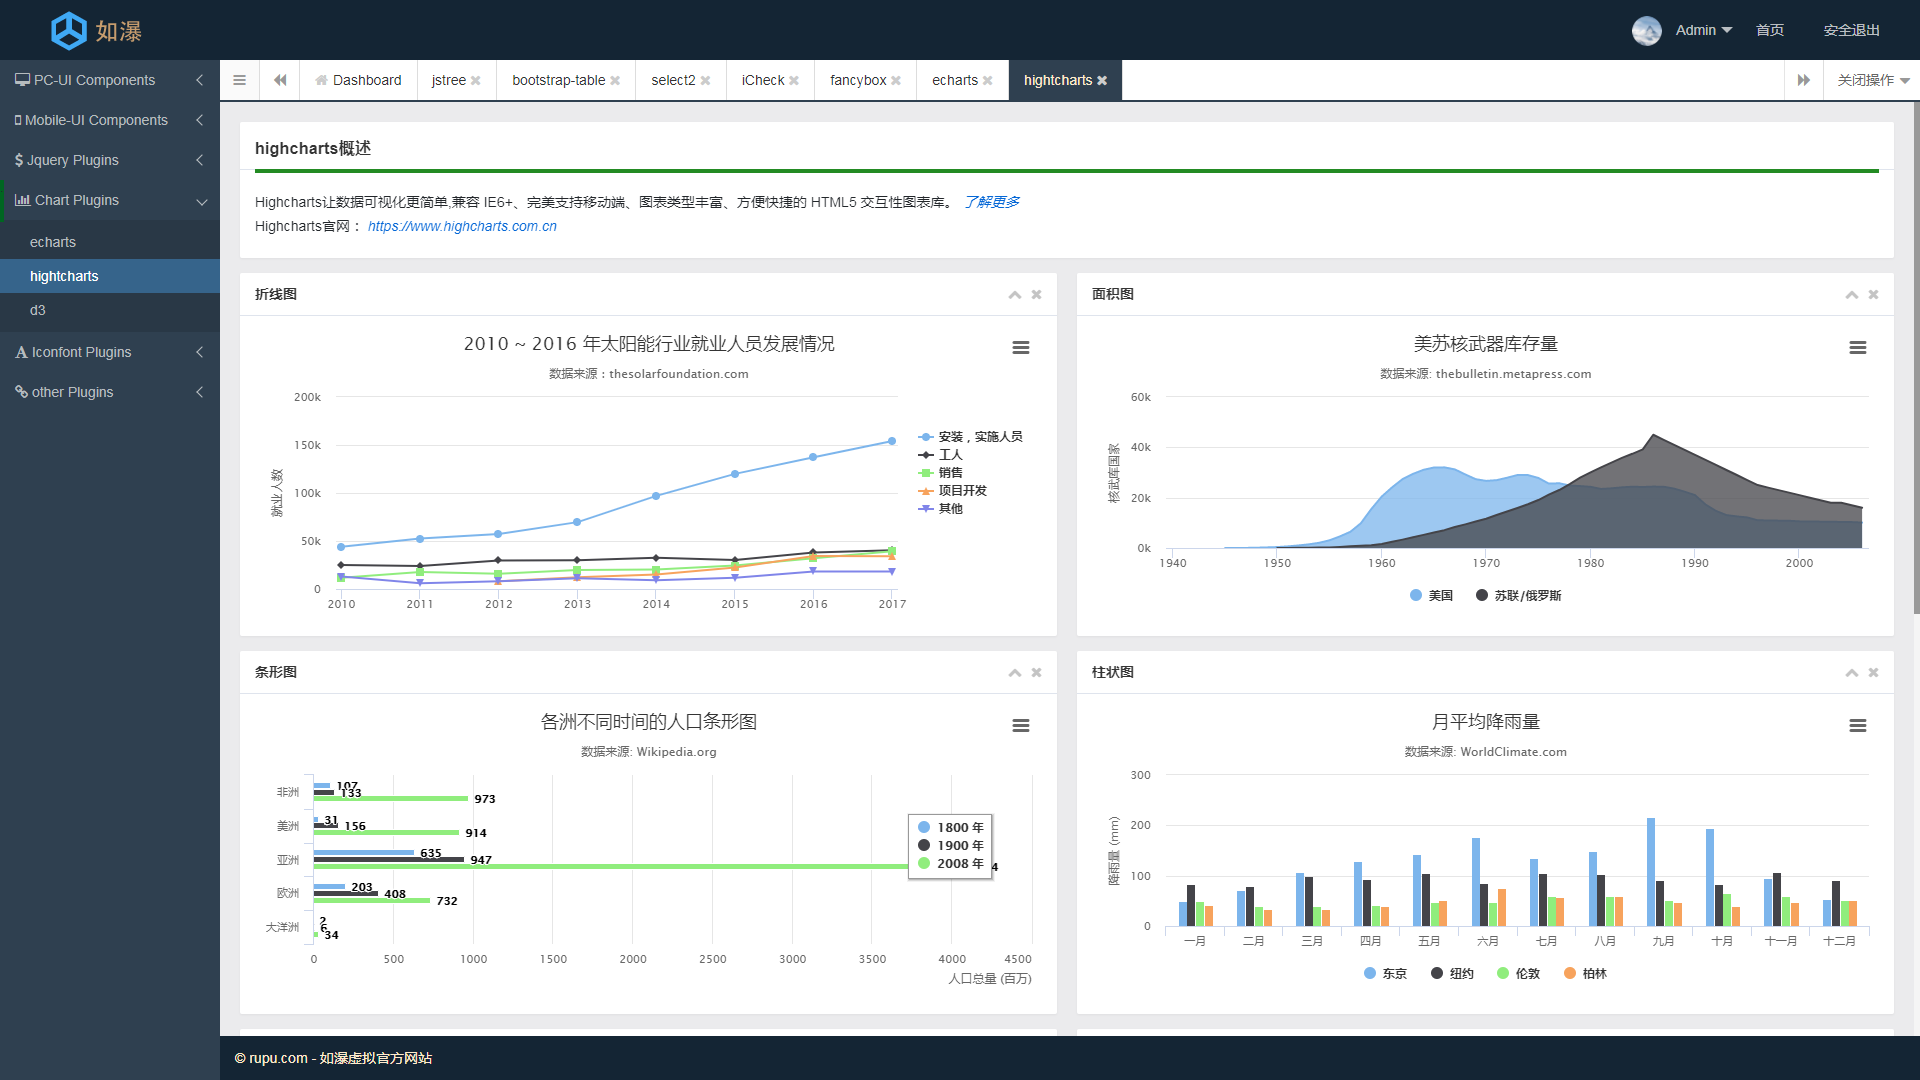 如瀑
Admin
首页
安全退出
PC-UI Components
Mobile-UI Components
Jquery Plugins
Chart Plugins
echarts
hightcharts
d3
Iconfont Plugins
other Plugins
Dashboard
jstree
bootstrap-table
select2
iCheck
fancybox
echarts
hightcharts
关闭操作
highcharts概述
Highcharts让数据可视化更简单,兼容 IE6+、完美支持移动端、图表类型丰富、方便快捷的 HTML5 交互性图表库。 了解更多
Highcharts官网： https://www.highcharts.com.cn
折线图
2010 ~ 2016 年太阳能行业就业人员发展情况
数据来源：thesolarfoundation.com
就业人数
200k
150k
100k
50k
0
2010 2011 2012 2013 2014 2015 2016 2017
安装，实施人员
工人
销售
项目开发
其他
面积图
美苏核武器库存量
数据来源: thebulletin.metapress.com
核武库国家
60k
40k
20k
0k
1940 1950 1960 1970 1980 1990 2000
美国 苏联/俄罗斯
条形图
各洲不同时间的人口条形图
数据来源: Wikipedia.org
非洲
107
133
973
美洲
31
156
914
亚洲
635
947
4
欧洲
203
408
732
大洋洲
2
6
34
1800 年
1900 年
2008 年
0 500 1000 1500 2000 2500 3000 3500 4000 4500
人口总量 (百万)
柱状图
月平均降雨量
数据来源: WorldClimate.com
降雨量 (mm)
300
200
100
0
一月 二月 三月 四月 五月 六月 七月 八月 九月 十月 十一月 十二月
东京 纽约 伦敦 柏林
© rupu.com - 如瀑虚拟官方网站